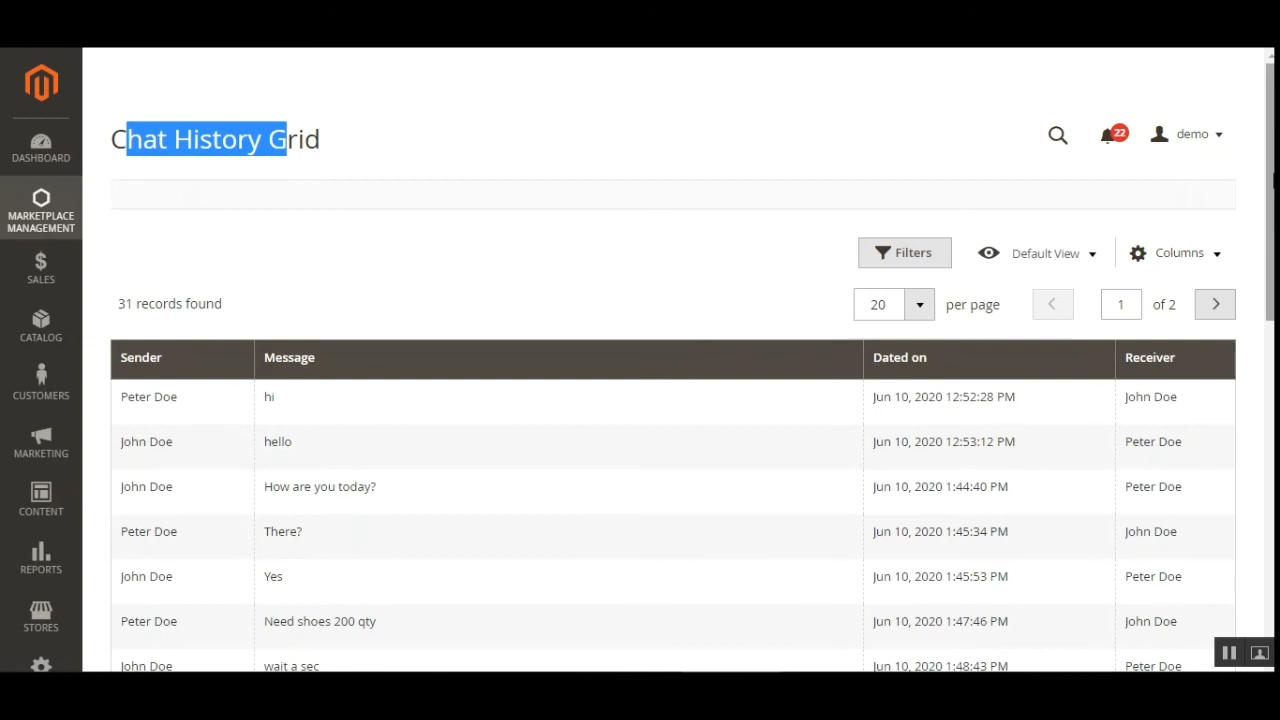 Chat History Grid
22
demo
DASHBOARD
MARKETPLACE
MANAGEMENT
SALES
CATALOG
CUSTOMERS
MARKETING
CONTENT
REPORTS
STORES
Filters
Default View
Columns
31 records found
20 per page 1 of 2
Sender Message Dated on Receiver
Peter Doe hi Jun 10, 2020 12:52:28 PM John Doe
John Doe hello Jun 10, 2020 12:53:12 PM Peter Doe
John Doe How are you today? Jun 10, 2020 1:44:40 PM Peter Doe
Peter Doe There? Jun 10, 2020 1:45:34 PM John Doe
John Doe Yes Jun 10, 2020 1:45:53 PM Peter Doe
Peter Doe Need shoes 200 qty Jun 10, 2020 1:47:46 PM John Doe
John Doe wait a sec Jun 10, 2020 1:48:43 PM Peter Doe